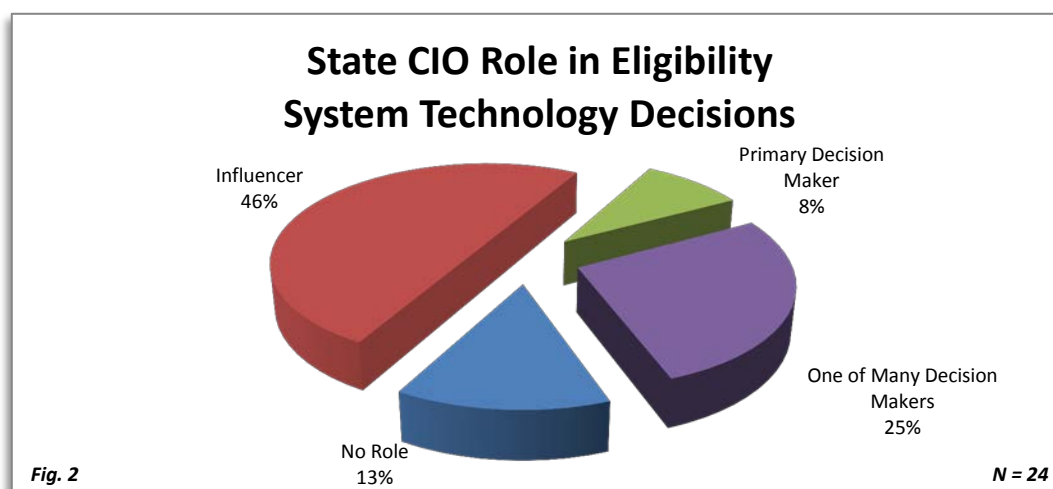 State CIO Role in Eligibility
System Technology Decisions
Influencer
46%
Primary Decision
Maker
8%
One of Many Decision
Makers
25%
No Role
13%
Fig. 2
N = 24